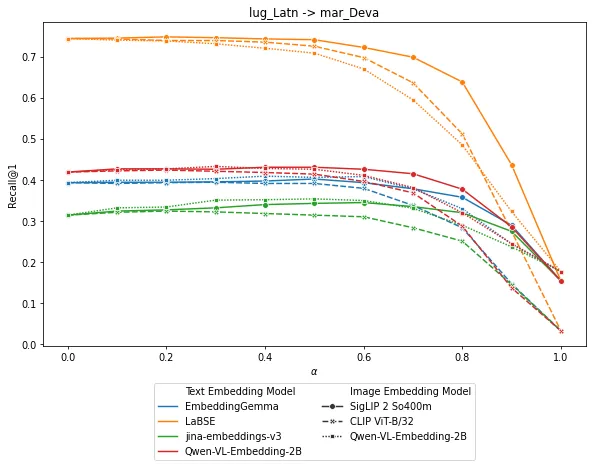 lug_Latn -> mar_Deva
Recall@1
0.7
0.6
0.5
0.4
0.3
0.2
0.1
0.0
0.0 0.2 0.4 0.6 0.8 1.0
α
Text Embedding Model
EmbeddingGemma
LaBSE
jina-embeddings-v3
Qwen-VL-Embedding-2B
Image Embedding Model
SigLIP 2 So400m
CLIP ViT-B/32
Qwen-VL-Embedding-2B